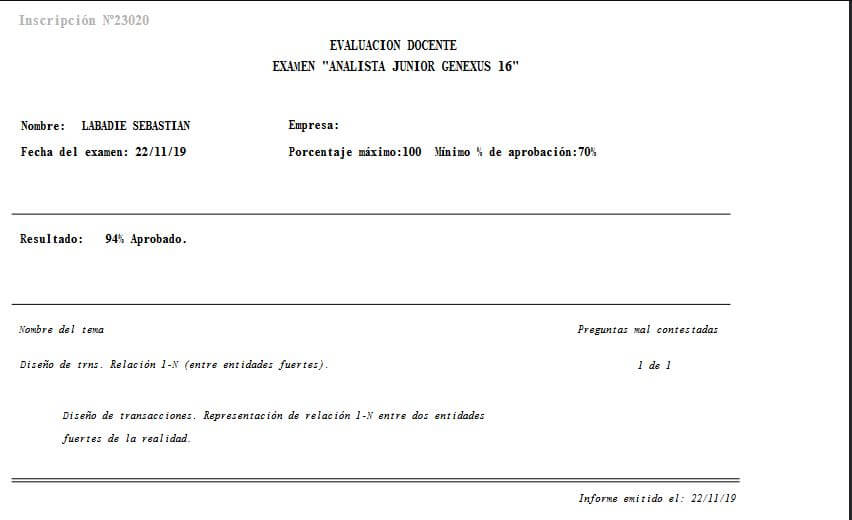 Inscripción Nº23020
EVALUACION DOCENTE
EXAMEN "ANALISTA JUNIOR GENEXUS 16"
Nombre: LABADIE SEBASTIAN Empresa:
Fecha del examen: 22/11/19 Porcentaje máximo:100 Mínimo % de aprobación:70%
Resultado: 94% Aprobado.
Nombre del tema Preguntas mal contestadas
Diseño de trns. Relación 1-N (entre entidades fuertes). 1 de 1
Diseño de transacciones. Representación de relación 1-N entre dos entidades
fuertes de la realidad.
Informe emitido el: 22/11/19